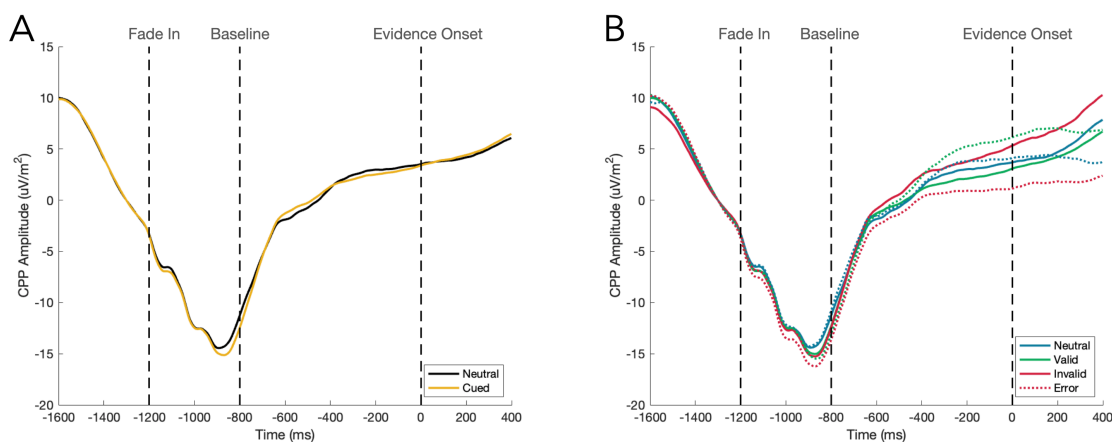 A
Fade In Baseline Evidence Onset
15
10
5
0
-5
-10
-15
-20
CPP Amplitude (uV/m²)
-1600 -1400 -1200 -1000 -800 -600 -400 -200 0 200 400
Time (ms)
Neutral
Cued
B
Fade In Baseline Evidence Onset
15
10
5
0
-5
-10
-15
-20
CPP Amplitude (uV/m²)
-1600 -1400 -1200 -1000 -800 -600 -400 -200 0 200 400
Time (ms)
Neutral
Valid
Invalid
Error